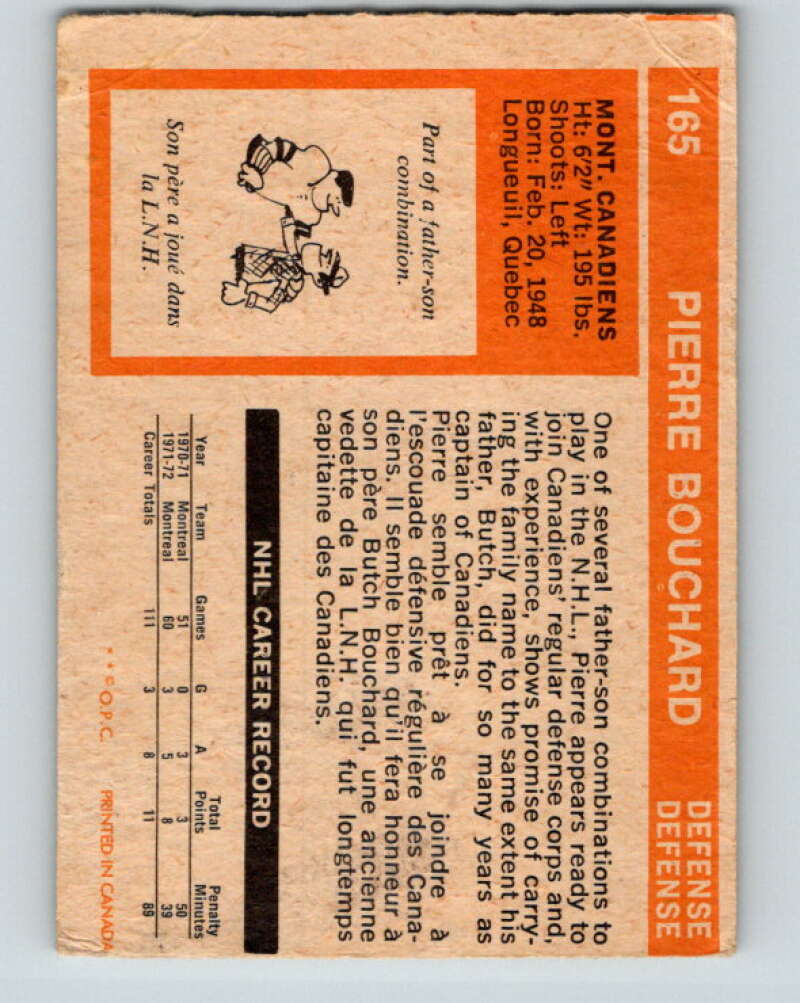 165 PIERRE BOUCHARD DEFENSE
DEFENSE
MONT. CANADIENS
Ht: 6'2" Wt: 195 lbs.
Shoots: Left
Born: Feb. 20, 1948
Longueuil, Quebec
Part of a father-son
combination.
Son père a joué dans
la L.N.H.
One of several father-son combinations to
play in the N.H.L., Pierre appears ready to
join Canadiens' regular defense corps and,
with experience, shows promise of carry-
ing the family name to the same extent his
father, Butch, did for so many years as
captain of Canadiens.
Pierre semble prêt à se joindre à
l'escouade défensive régulière des Cana-
diens. Il semble bien qu'il fera honneur à
son père Butch Bouchard, une ancienne
vedette de la L.N.H. qui fut longtemps
capitaine des Canadiens.
NHL CAREER RECORD
Year Team Games G A Total Points Penalty Minutes
1970-71 Montreal 51 0 3 3 50
1971-72 Montreal 60 3 5 8 39
Career Totals 111 3 8 11 89
* * © O.P.C. PRINTED IN CANADA